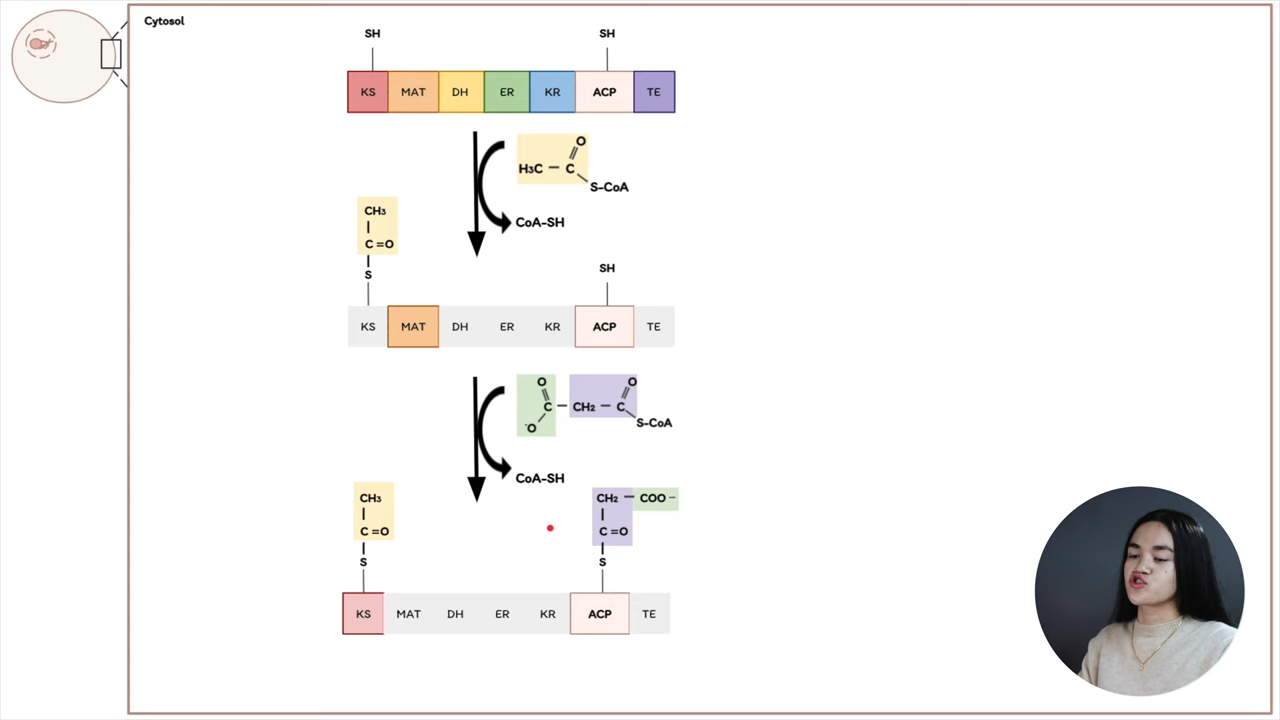 Cytosol
SH SH
KS MAT DH ER KR ACP TE
O
H₃C — C
S-CoA
CoA-SH
CH₃
C=O
S
SH
KS MAT DH ER KR ACP TE
O O
C — CH₂ — C
⁻O S-CoA
CoA-SH
CH₃ CH₂ — COO⁻
C=O C=O
S S
KS MAT DH ER KR ACP TE